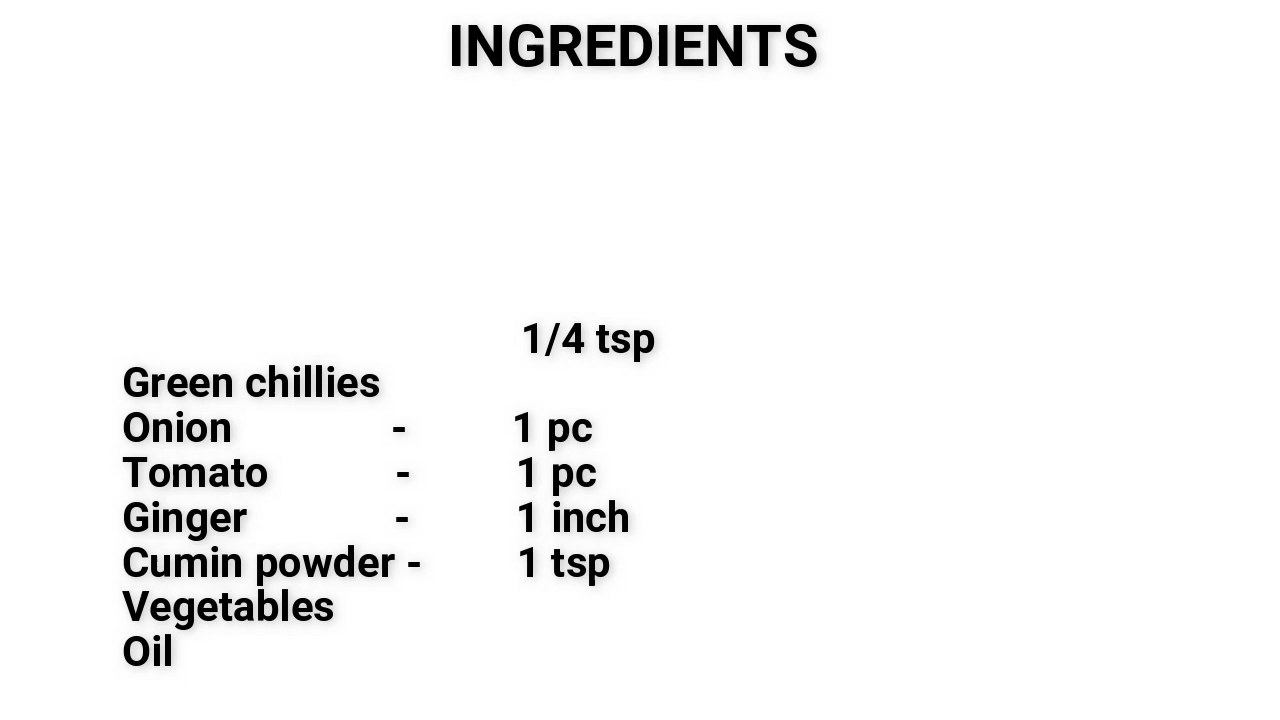 INGREDIENTS
1/4 tsp
Green chillies
Onion - 1 pc
Tomato - 1 pc
Ginger - 1 inch
Cumin powder - 1 tsp
Vegetables
Oil